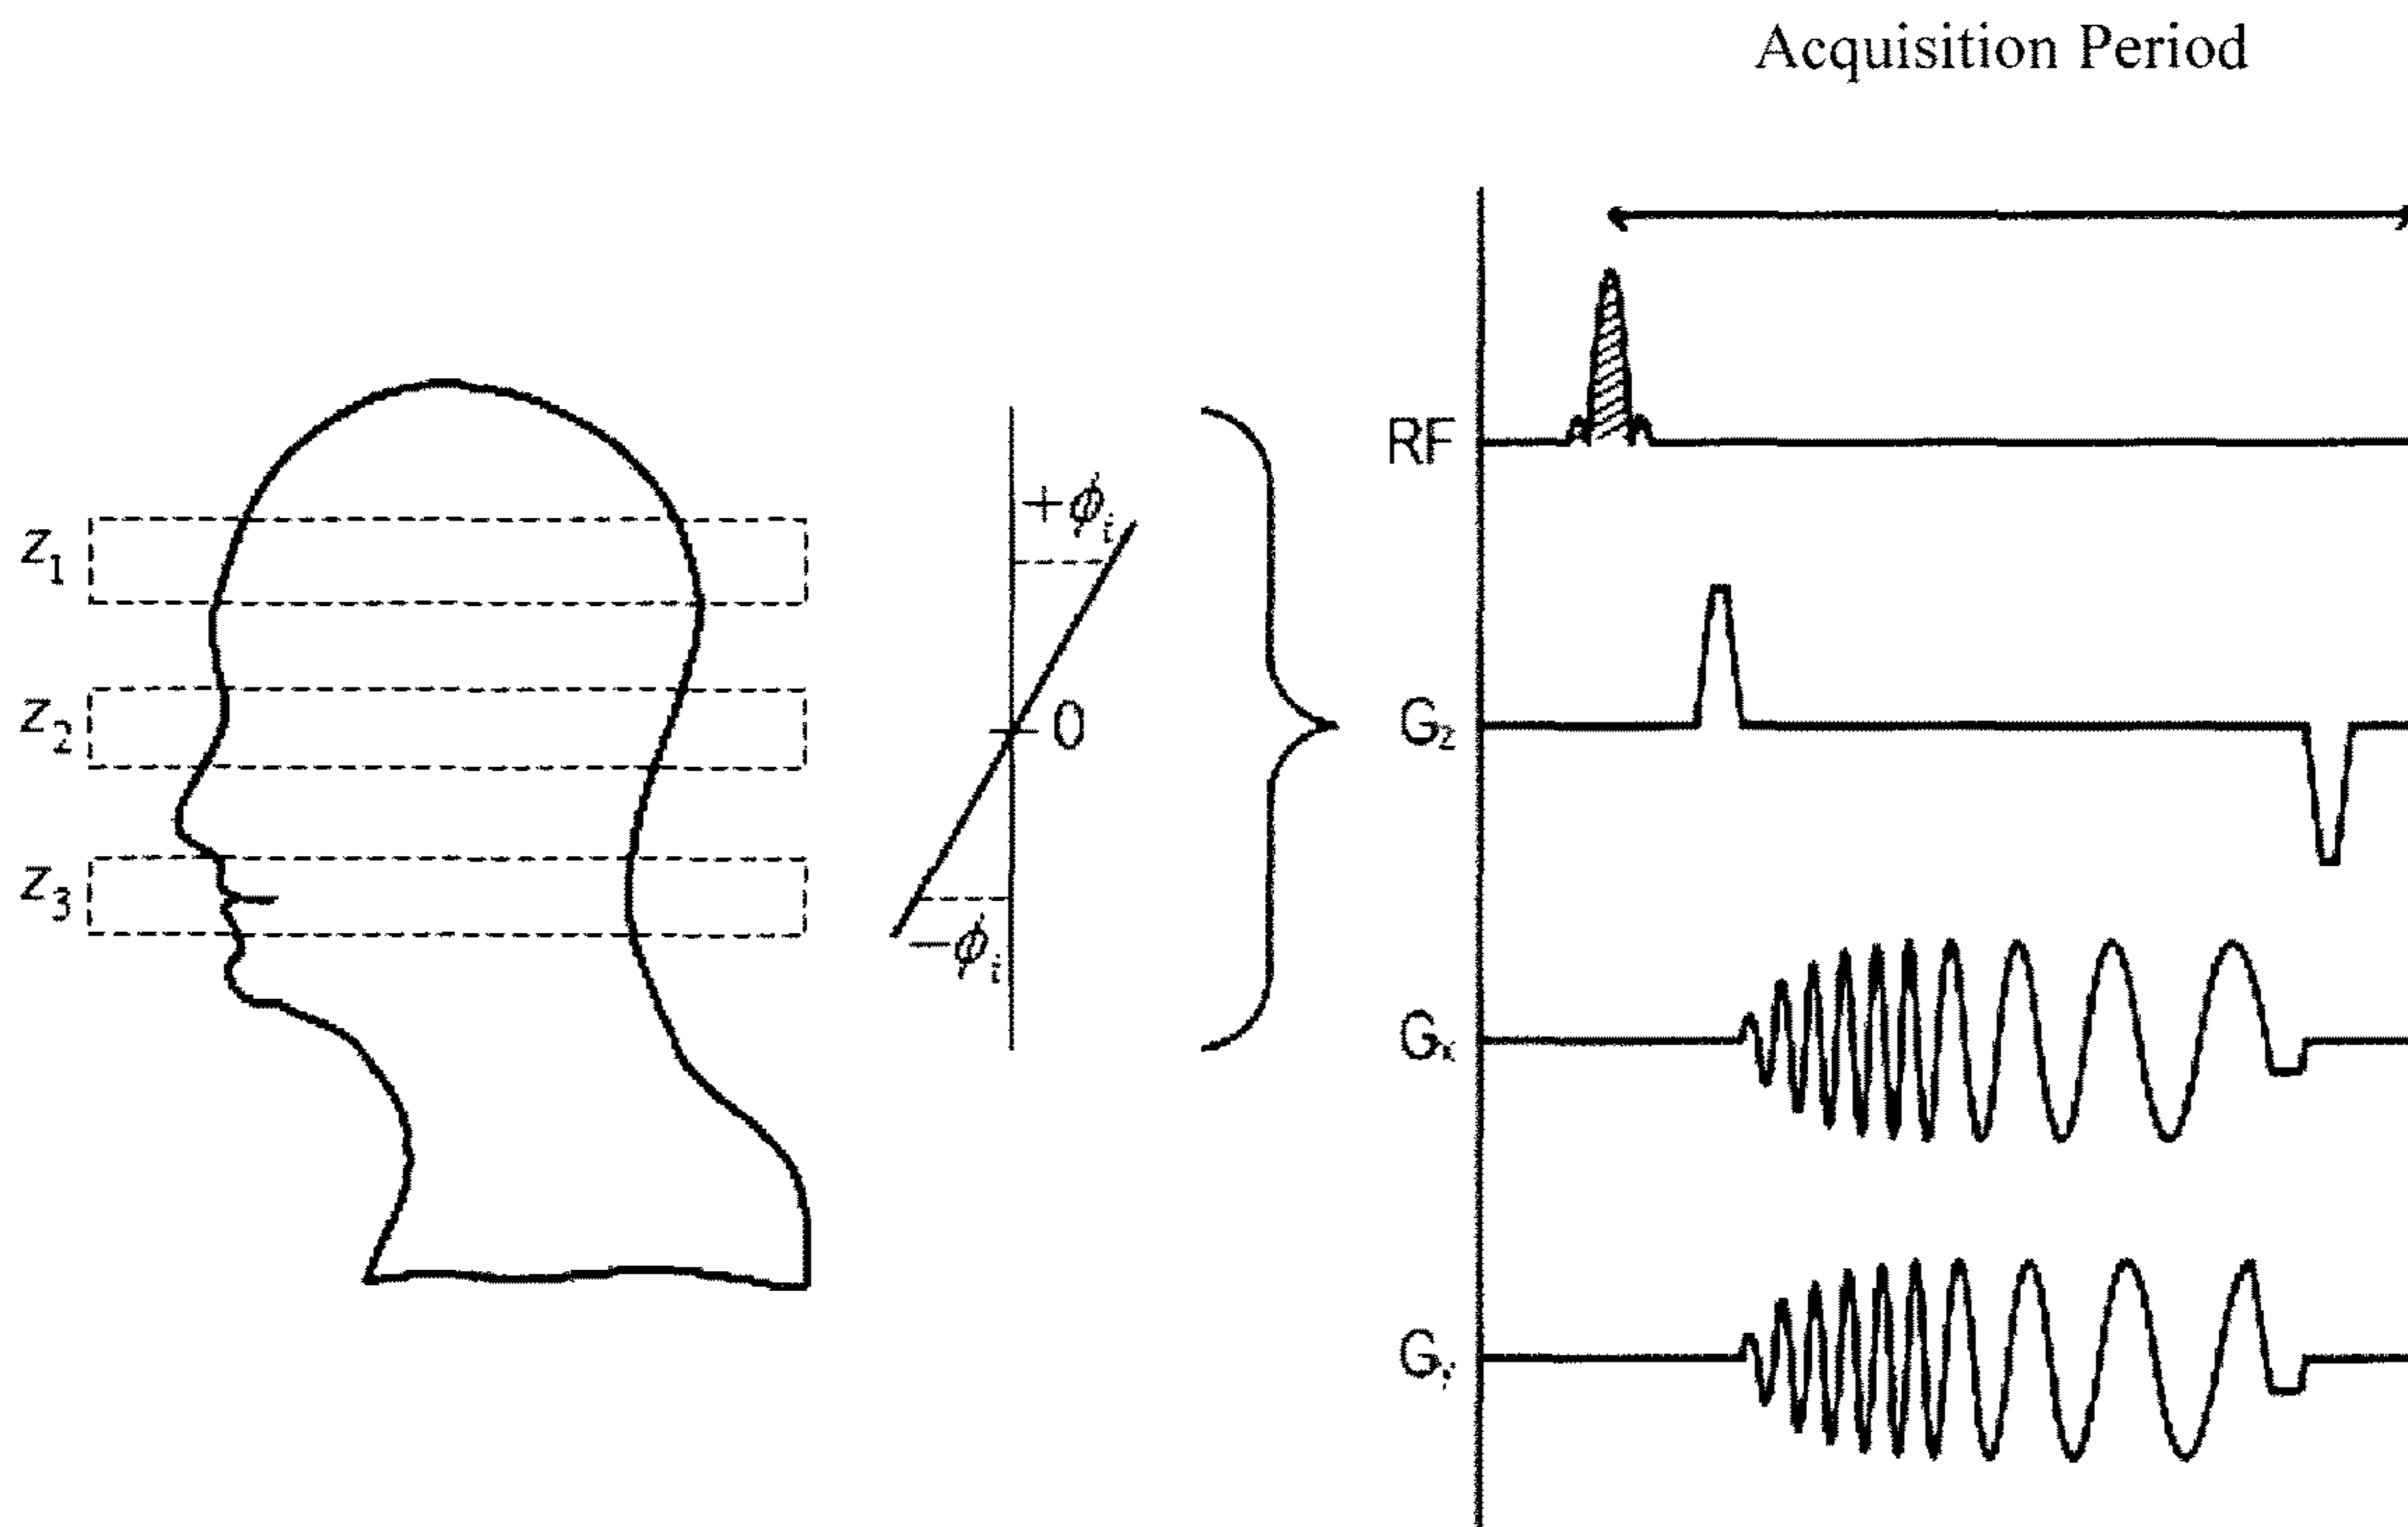 Acquisition Period
RF
z1
+ϕi
z2
0
Gz
z3
−ϕi
Gx
Gy